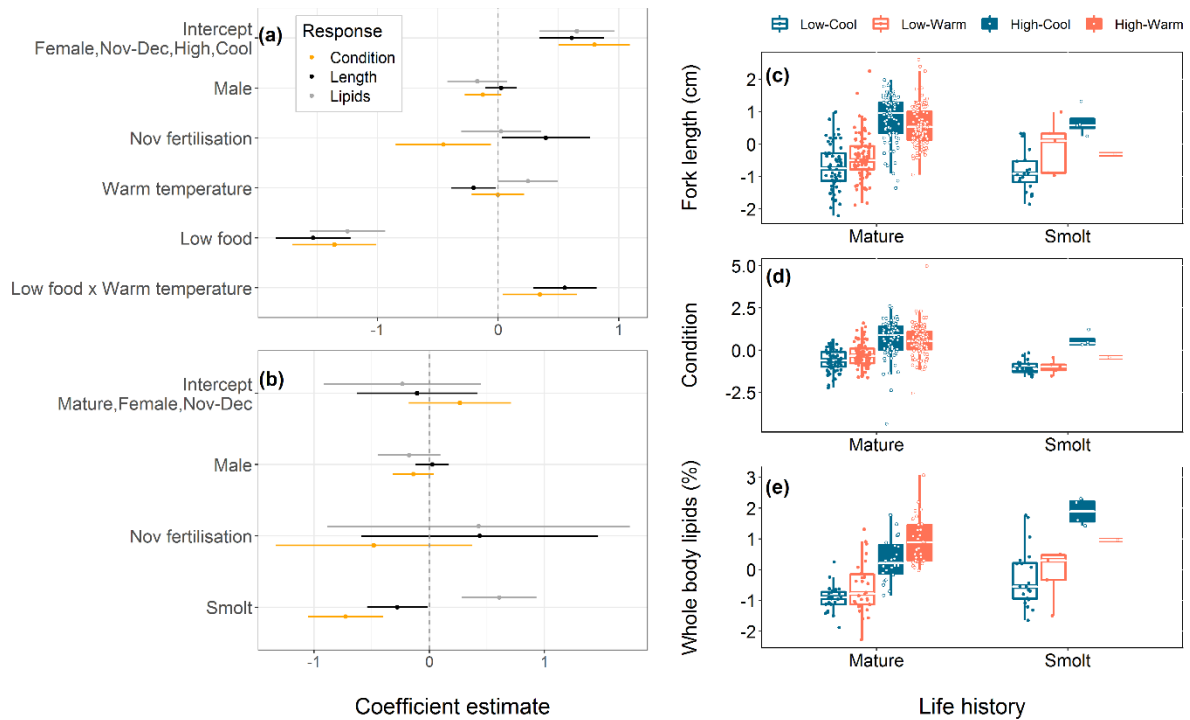 (a)
Intercept
Female,Nov-Dec,High,Cool
Male
Nov fertilisation
Warm temperature
Low food
Low food x Warm temperature
Response
Condition
Length
Lipids
-1
0
1
(b)
Intercept
Mature,Female,Nov-Dec
Male
Nov fertilisation
Smolt
-1
0
1
Coefficient estimate
Low-Cool
Low-Warm
High-Cool
High-Warm
(c)
Fork length (cm)
2
1
0
-1
-2
Mature
Smolt
(d)
Condition
5.0
2.5
0.0
-2.5
Mature
Smolt
(e)
Whole body lipids (%)
3
2
1
0
-1
-2
Mature
Smolt
Life history